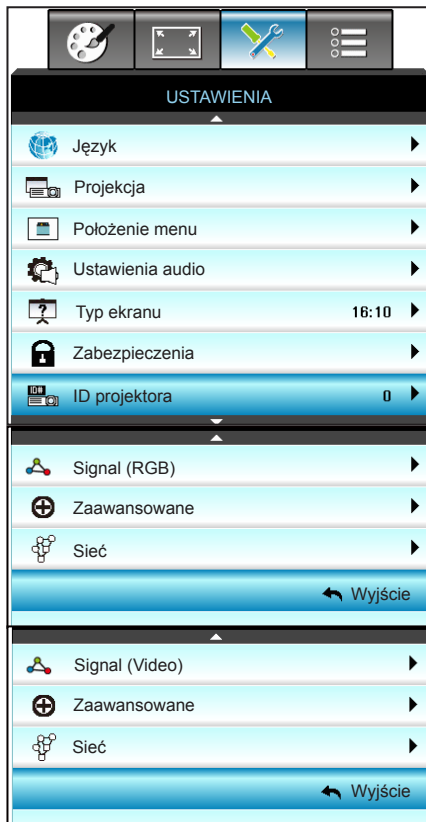 USTAWIENIA
Język
Projekcja
Położenie menu
Ustawienia audio
Typ ekranu 16:10
Zabezpieczenia
ID projektora 0
Signal (RGB)
Zaawansowane
Sieć
Wyjście
Signal (Video)
Zaawansowane
Sieć
Wyjście